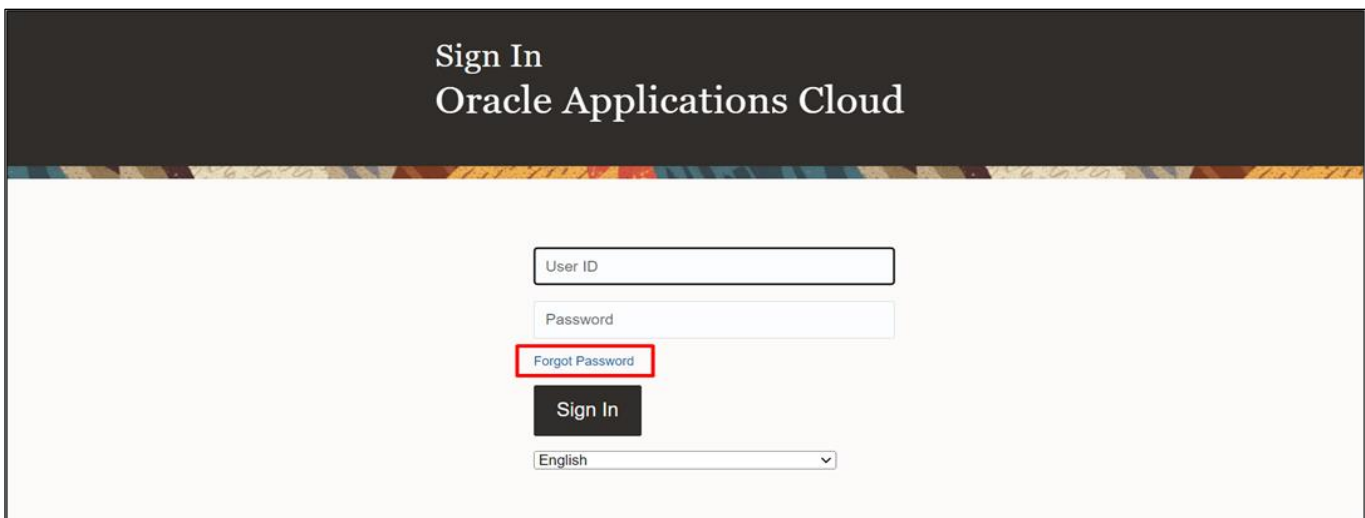 Sign In
Oracle Applications Cloud
User ID
Password
Forgot Password
Sign In
English